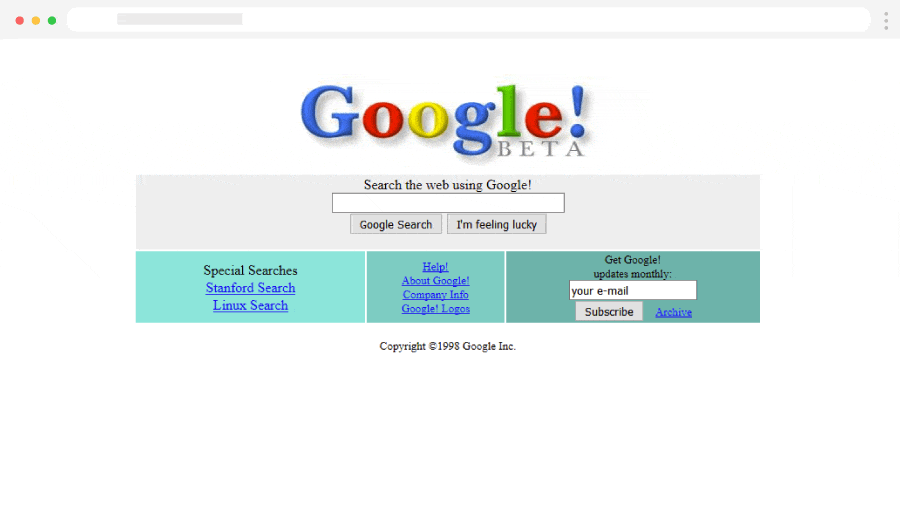 Google!
BETA
Search the web using Google!
Google Search I'm feeling lucky
Special Searches
Stanford Search
Linux Search
Help!
About Google!
Company Info
Google! Logos
Get Google!
updates monthly:
your e-mail
Subscribe Archive
Copyright ©1998 Google Inc.